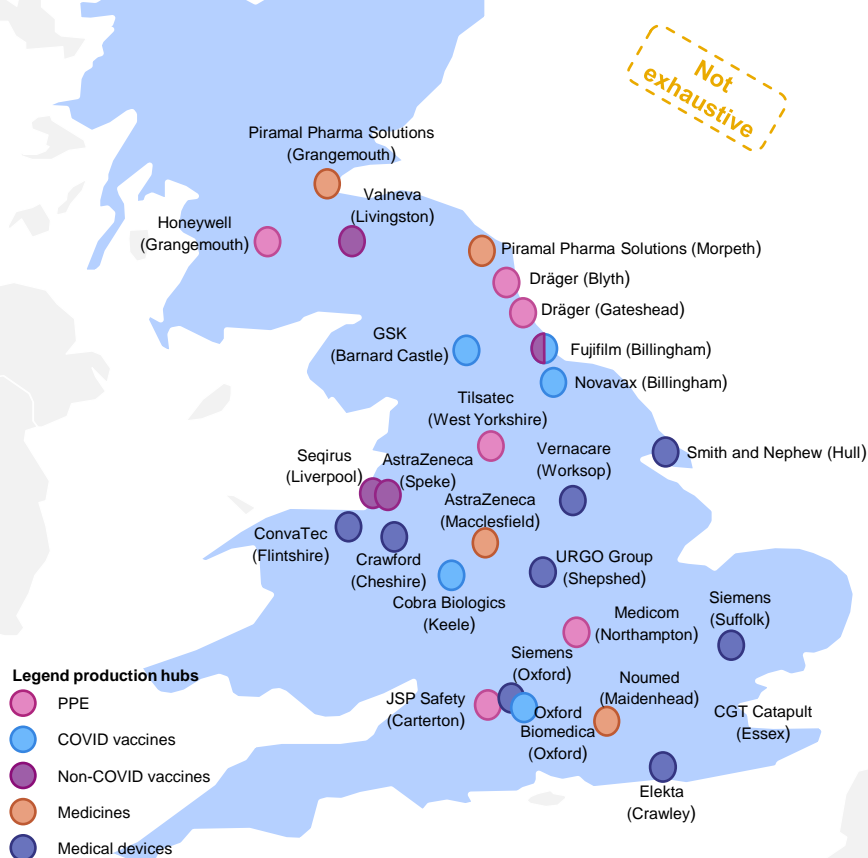 Not
exhaustive
Piramal Pharma Solutions
(Grangemouth)
Valneva
(Livingston)
Honeywell
(Grangemouth)
Piramal Pharma Solutions (Morpeth)
Dräger (Blyth)
Dräger (Gateshead)
GSK
(Barnard Castle)
Fujifilm (Billingham)
Novavax (Billingham)
Tilsatec
(West Yorkshire)
Vernacare
(Worksop)
Smith and Nephew (Hull)
Seqirus
(Liverpool)
AstraZeneca
(Speke)
AstraZeneca
(Macclesfield)
ConvaTec
(Flintshire)
Crawford
(Cheshire)
URGO Group
(Shepshed)
Cobra Biologics
(Keele)
Medicom
(Northampton)
Siemens
(Suffolk)
Siemens
(Oxford)
Noumed
(Maidenhead)
JSP Safety
(Carterton)
Oxford
Biomedica
(Oxford)
CGT Catapult
(Essex)
Elekta
(Crawley)
Legend production hubs
PPE
COVID vaccines
Non-COVID vaccines
Medicines
Medical devices